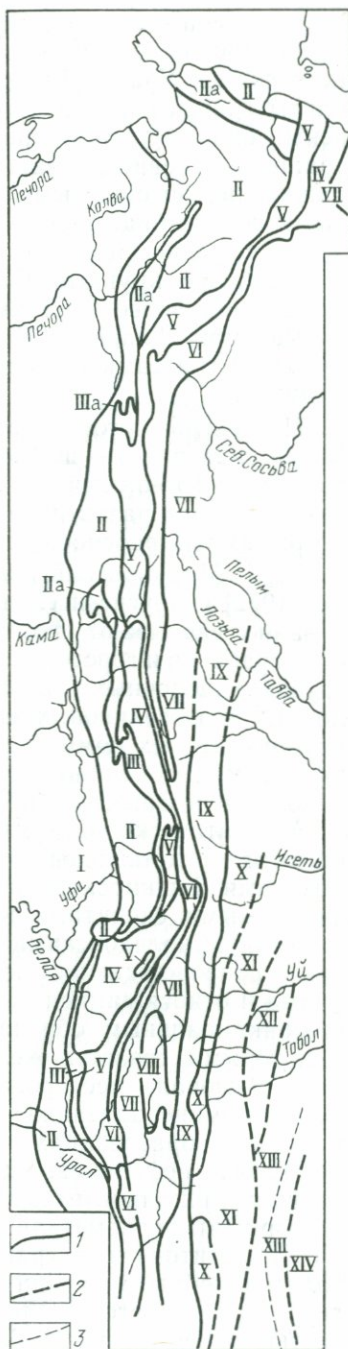 IIa
II
V
IV
VII
Печора
Колва
II
V
II
IIa
Печора
V
VI
IIIa
Сев. Сосьва
VII
II
V
Пелым
IIa
Лозьва
Кама
IX
Тавда
IV
VII
III
IX
II
V
Исеть
I
X
Уфа
VI
II
XI
Белая
V
Уй
IV
VII
XII
Тобол
III
V
VIII
X
VII
II
VI
IX
XIII
Урал
VI
XI
XIII
1
X
XIV
2
3